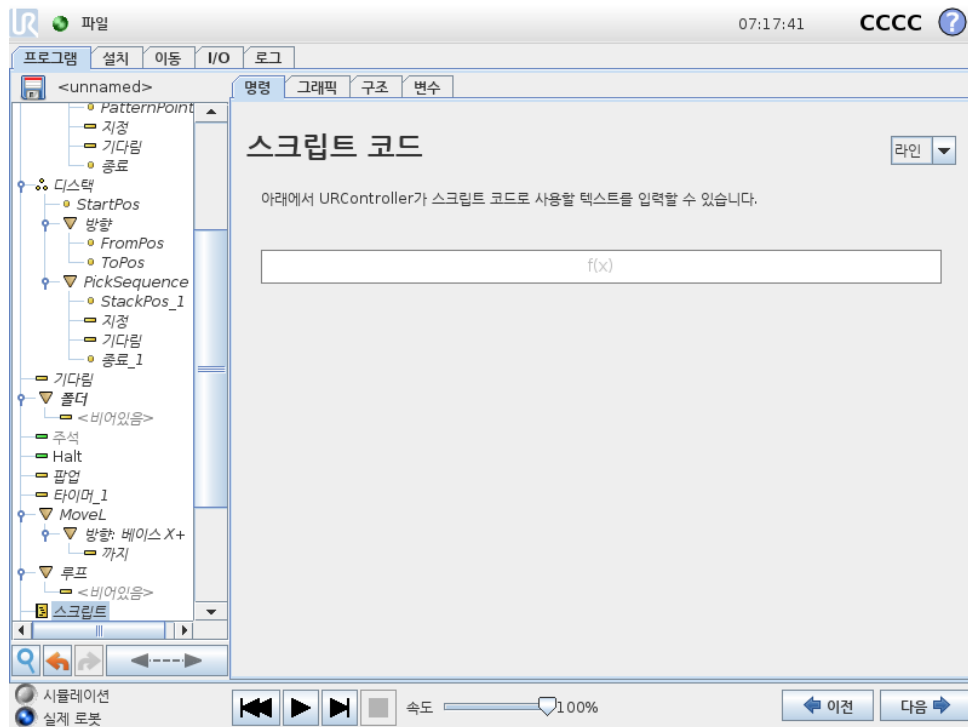 UR 파일 07:17:41 CCCC ?
프로그램 설치 이동 I/O 로그
<unnamed>
명령 그래픽 구조 변수
PatternPoint
지정
기다림
종료
디스택
StartPos
방향
FromPos
ToPos
PickSequence
StackPos_1
지정
기다림
종료_1
기다림
폴더
<비어있음>
주석
Halt
팝업
타이머_1
MoveL
방향: 베이스 X+
까지
루프
<비어있음>
스크립트
스크립트 코드
라인
아래에서 URController가 스크립트 코드로 사용할 텍스트를 입력할 수 있습니다.
f(x)
시뮬레이션
실제 로봇
속도 100%
이전 다음